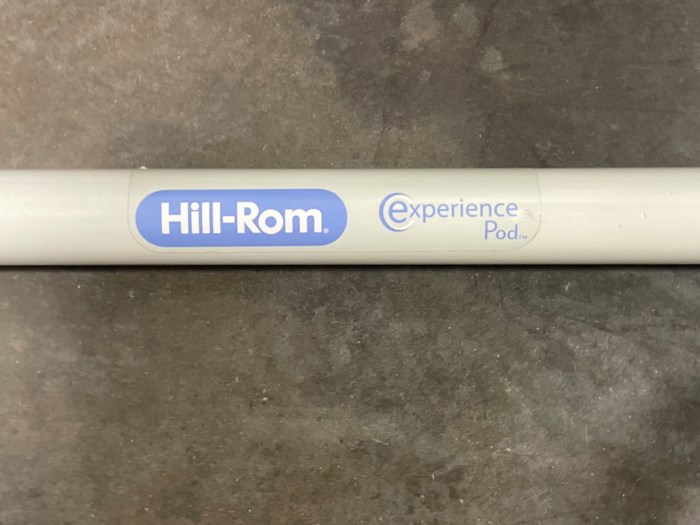 Hill-Rom®
experience
Pod™